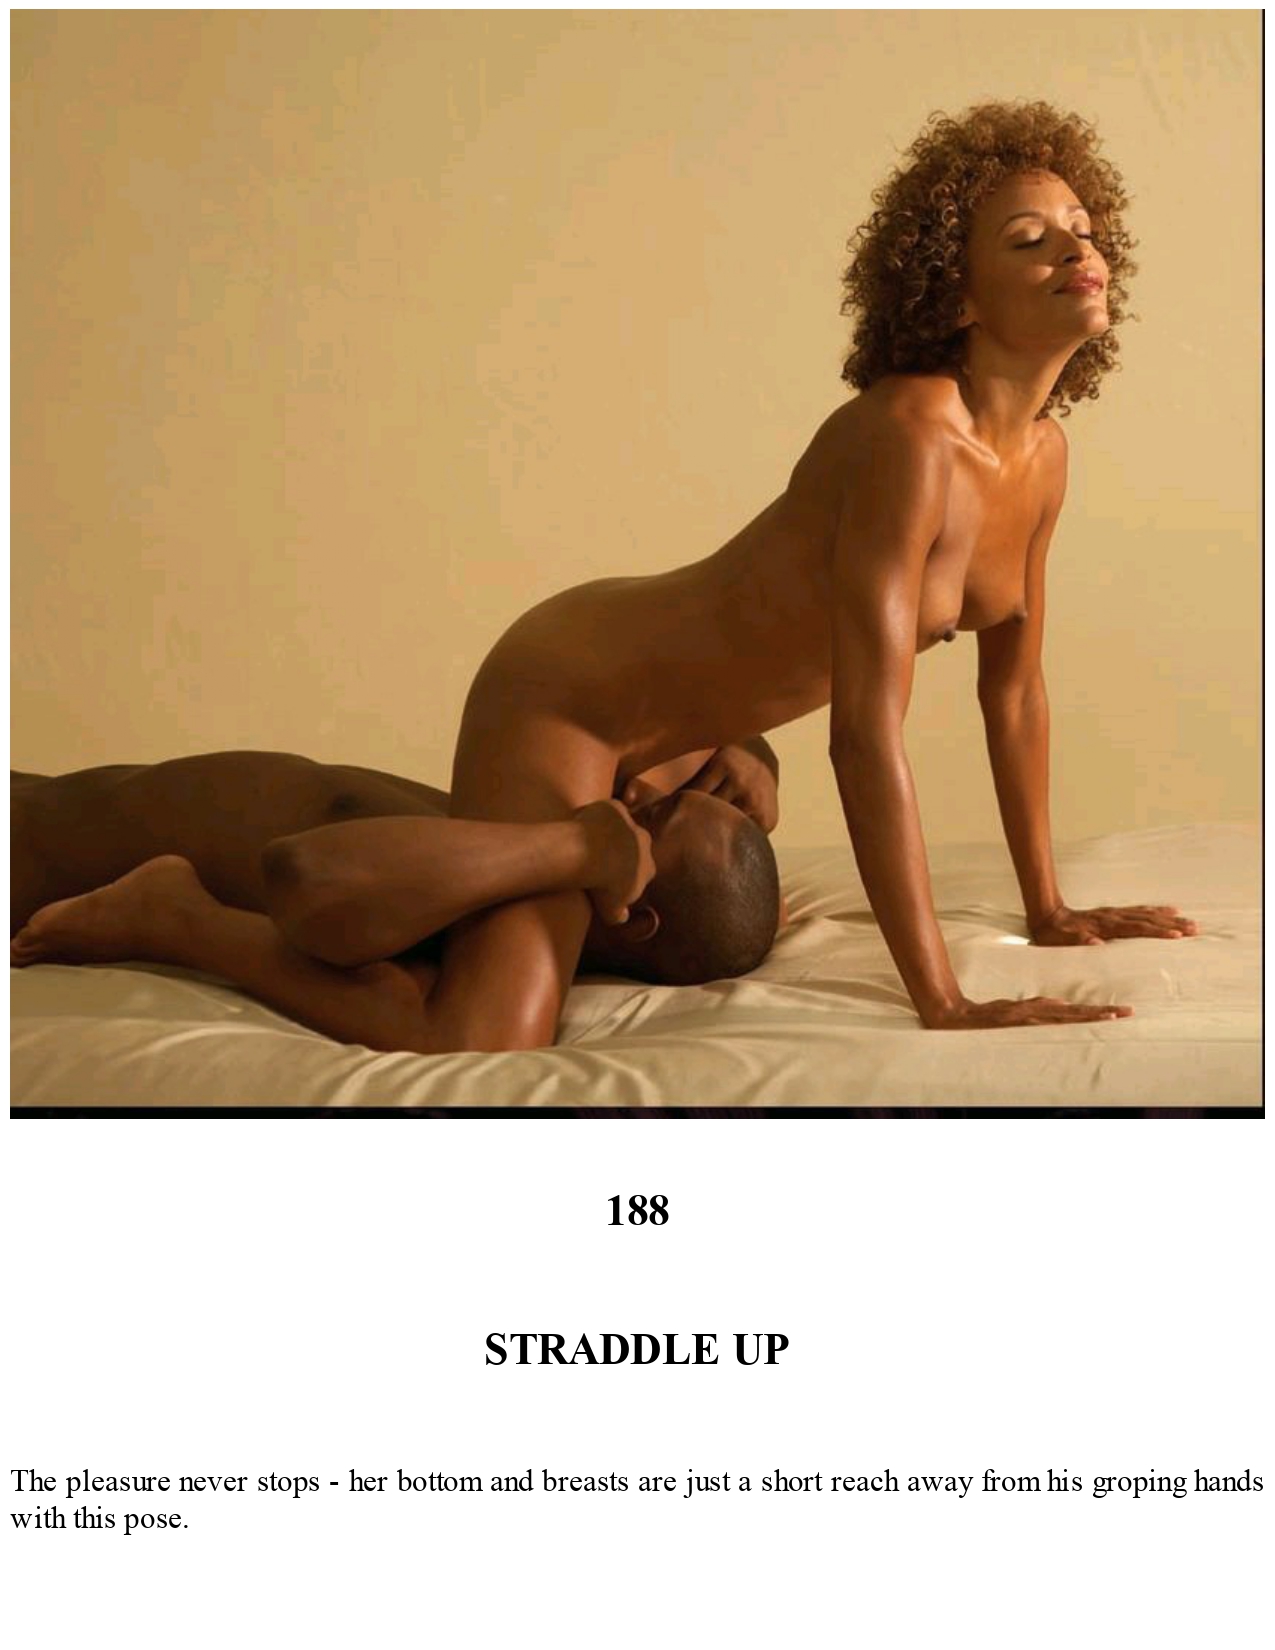 188
STRADDLE UP
The pleasure never stops - her bottom and breasts are just a short reach away from his groping hands
with this pose.